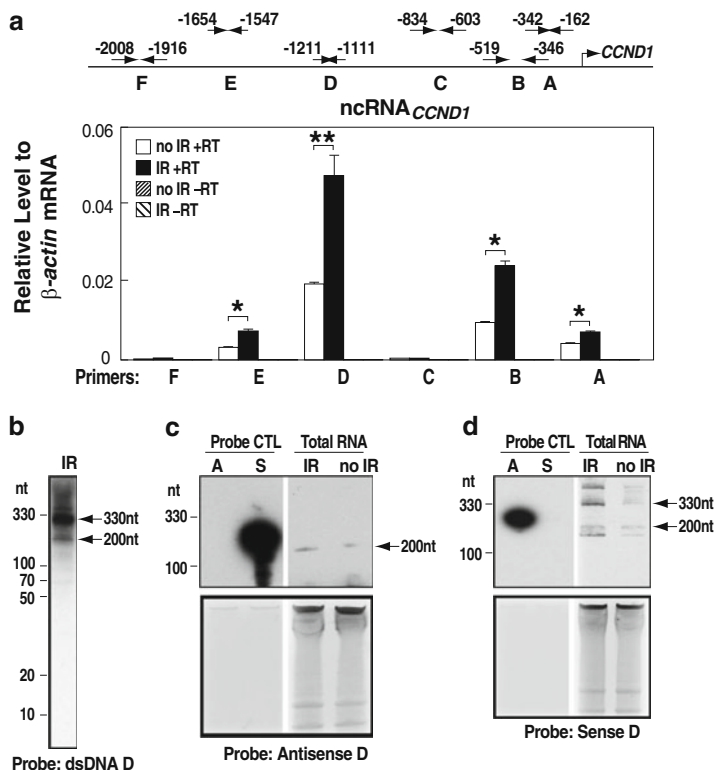 a
-1654 -1547 -834 -603 -342 -162
-2008 -1916 -1211 -1111 -519 -346 CCND1
F E D C B A
ncRNA CCND1
Relative Level to
β-actin mRNA
0.06
0.04
0.02
0
no IR +RT
IR +RT
no IR –RT
IR –RT
* ** * *
Primers: F E D C B A
b
IR
nt
330
100
70
50
20
10
330nt
200nt
Probe: dsDNA D
c
Probe CTL Total RNA
A S IR no IR
nt
330
100
200nt
Probe: Antisense D
d
Probe CTL Total RNA
A S IR no IR
nt
330
100
330nt
200nt
Probe: Sense D